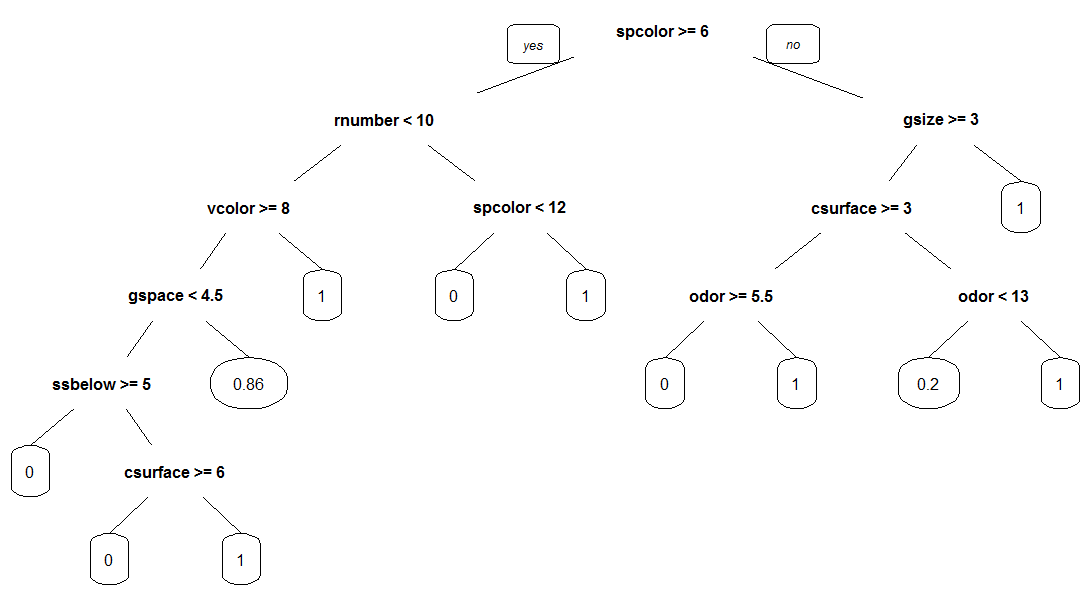 spcolor >= 6
yes
no
rnumber < 10
gsize >= 3
vcolor >= 8
spcolor < 12
csurface >= 3
1
gspace < 4.5
1
0
1
odor >= 5.5
odor < 13
ssbelow >= 5
0.86
0
1
0.2
1
0
csurface >= 6
0
1